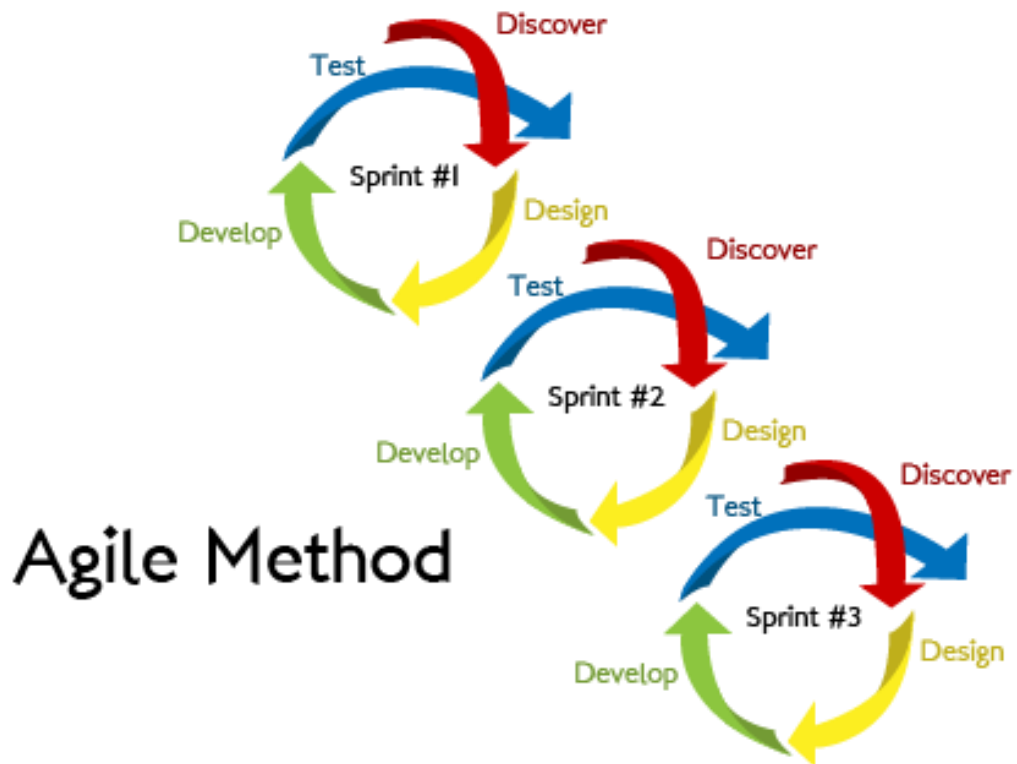 Discover
Test
Sprint #1
Design
Develop
Discover
Test
Sprint #2
Design
Develop
Discover
Test
Agile Method
Sprint #3
Design
Develop